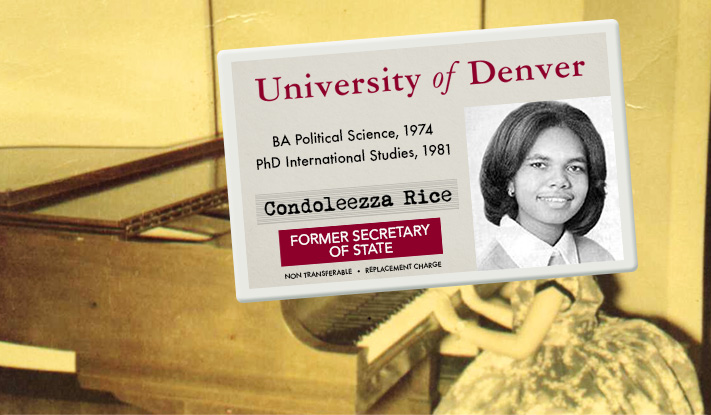 University of Denver
BA Political Science, 1974
PhD International Studies, 1981
Condoleezza Rice
FORMER SECRETARY
OF STATE
NON TRANSFERABLE • REPLACEMENT CHARGE